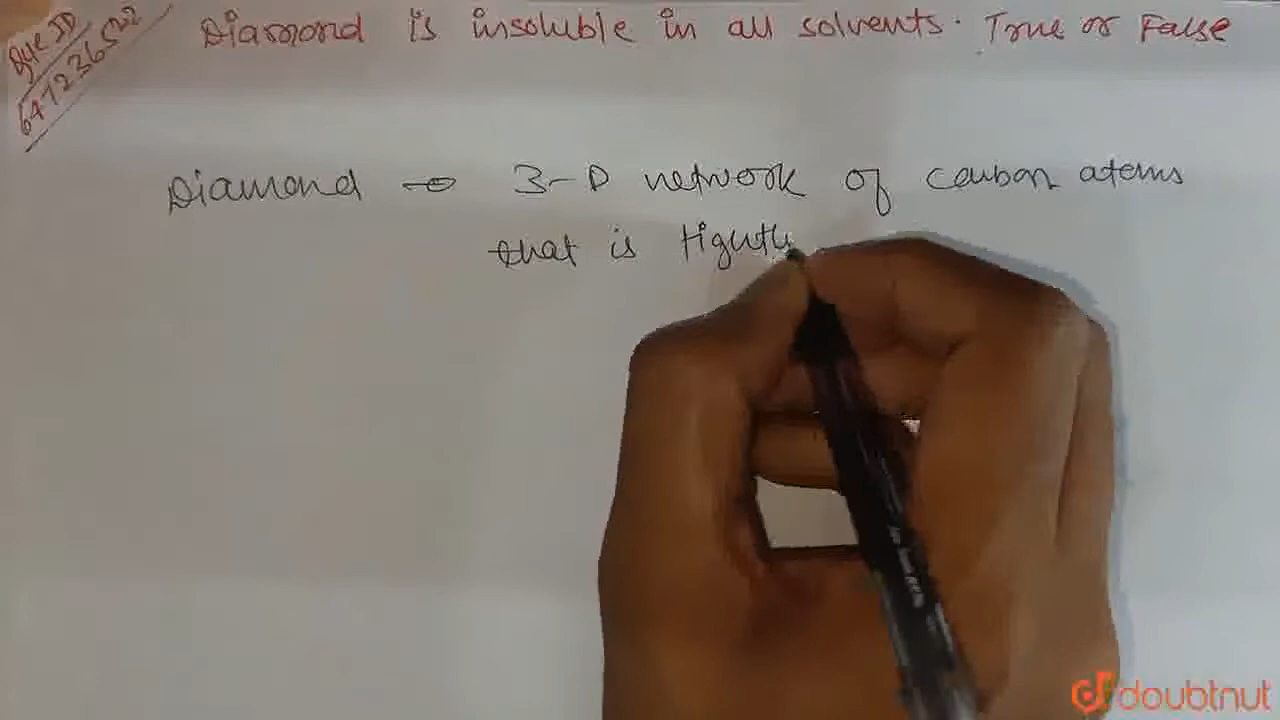 Diamond is insoluble in all solvents. True or False
Que ID
647236522
Diamond → 3-D network of carbon atoms
that is tightly
doubtnut